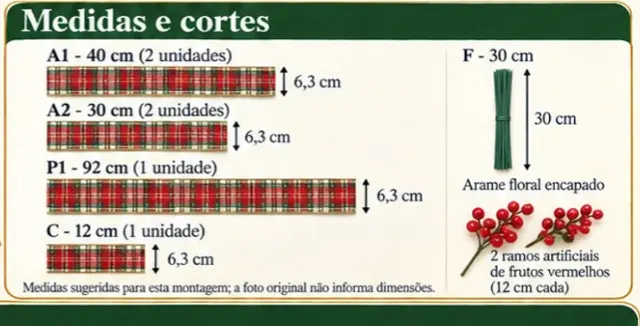 Medidas e cortes
A1 - 40 cm (2 unidades)
6,3 cm
A2 - 30 cm (2 unidades)
6,3 cm
P1 - 92 cm (1 unidade)
6,3 cm
C - 12 cm (1 unidade)
6,3 cm
Medidas sugeridas para esta montagem; a foto original não informa dimensões.
F - 30 cm
30 cm
Arame floral encapado
2 ramos artificiais
de frutos vermelhos
(12 cm cada)